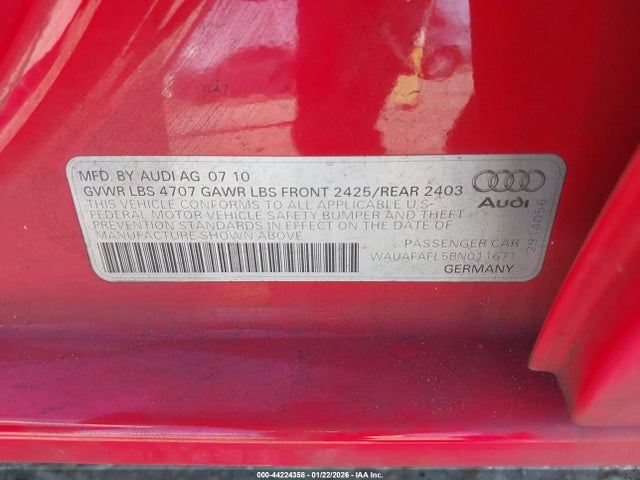 MFD. BY AUDI AG 07 10
GVWR LBS 4707 GAWR LBS FRONT 2425/REAR 2403
THIS VEHICLE CONFORMS TO ALL APPLICABLE U.S-
FEDERAL MOTOR VEHICLE SAFETY BUMPER AND THEFT
PREVENTION STANDARDS IN EFFECT ON THE DATE OF
MANUFACTURE SHOWN ABOVE
Audi
PASSENGER CAR
WAUAFAFL5BN011671
GERMANY
2914056
000-44224358 - 01/22/2026 - IAA Inc.